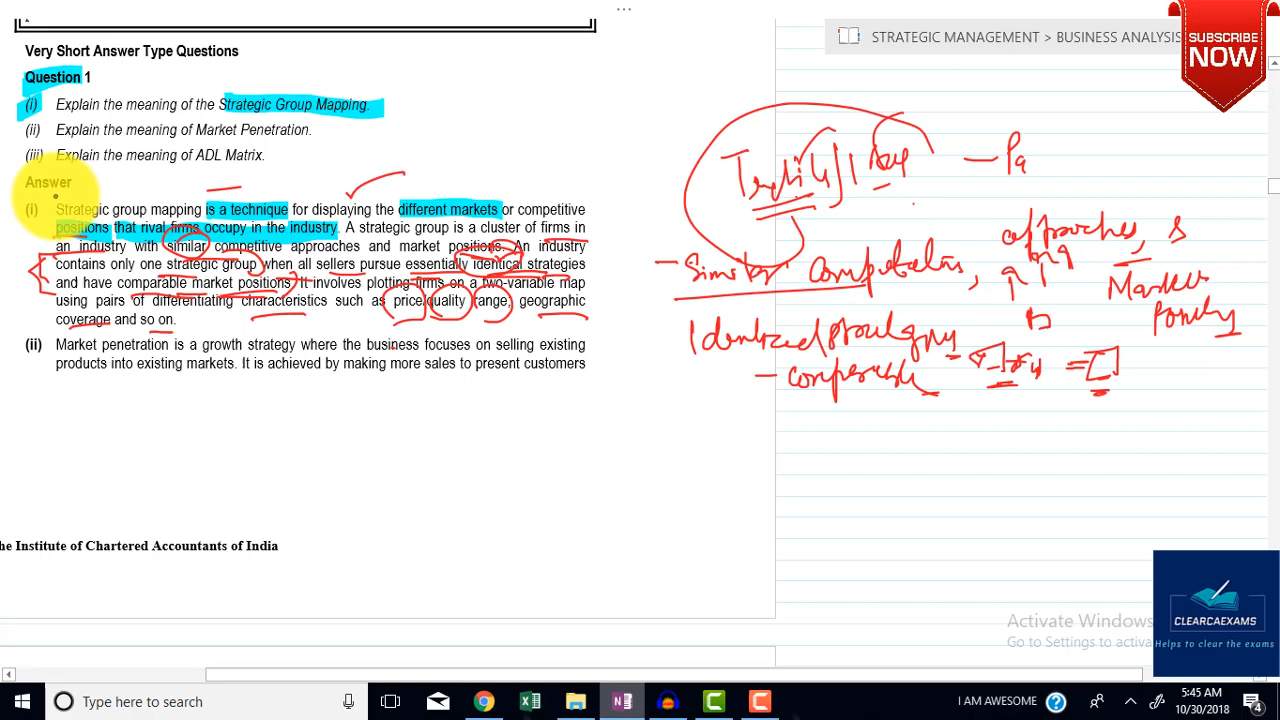 STRATEGIC MANAGEMENT > BUSINESS ANALYSIS
SUBSCRIBE
NOW
Very Short Answer Type Questions
Question 1
(i) Explain the meaning of the Strategic Group Mapping.
(ii) Explain the meaning of Market Penetration.
(iii) Explain the meaning of ADL Matrix.
Answer
(i) Strategic group mapping is a technique for displaying the different markets or competitive
positions that rival firms occupy in the industry. A strategic group is a cluster of firms in
an industry with similar competitive approaches and market positions. An industry
contains only one strategic group when all sellers pursue essentially identical strategies
and have comparable market positions. It involves plotting firms on a two-variable map
using pairs of differentiating characteristics such as price/quality range, geographic
coverage and so on.
(ii) Market penetration is a growth strategy where the business focuses on selling existing
products into existing markets. It is achieved by making more sales to present customers
he Institute of Chartered Accountants of India
approaches, s
Market
Activate Windows
Go to Settings to activa
CLEARCAEXAMS
Helps to clear the exams
Type here to search
I AM AWESOME
5:45 AM
10/30/2018
4